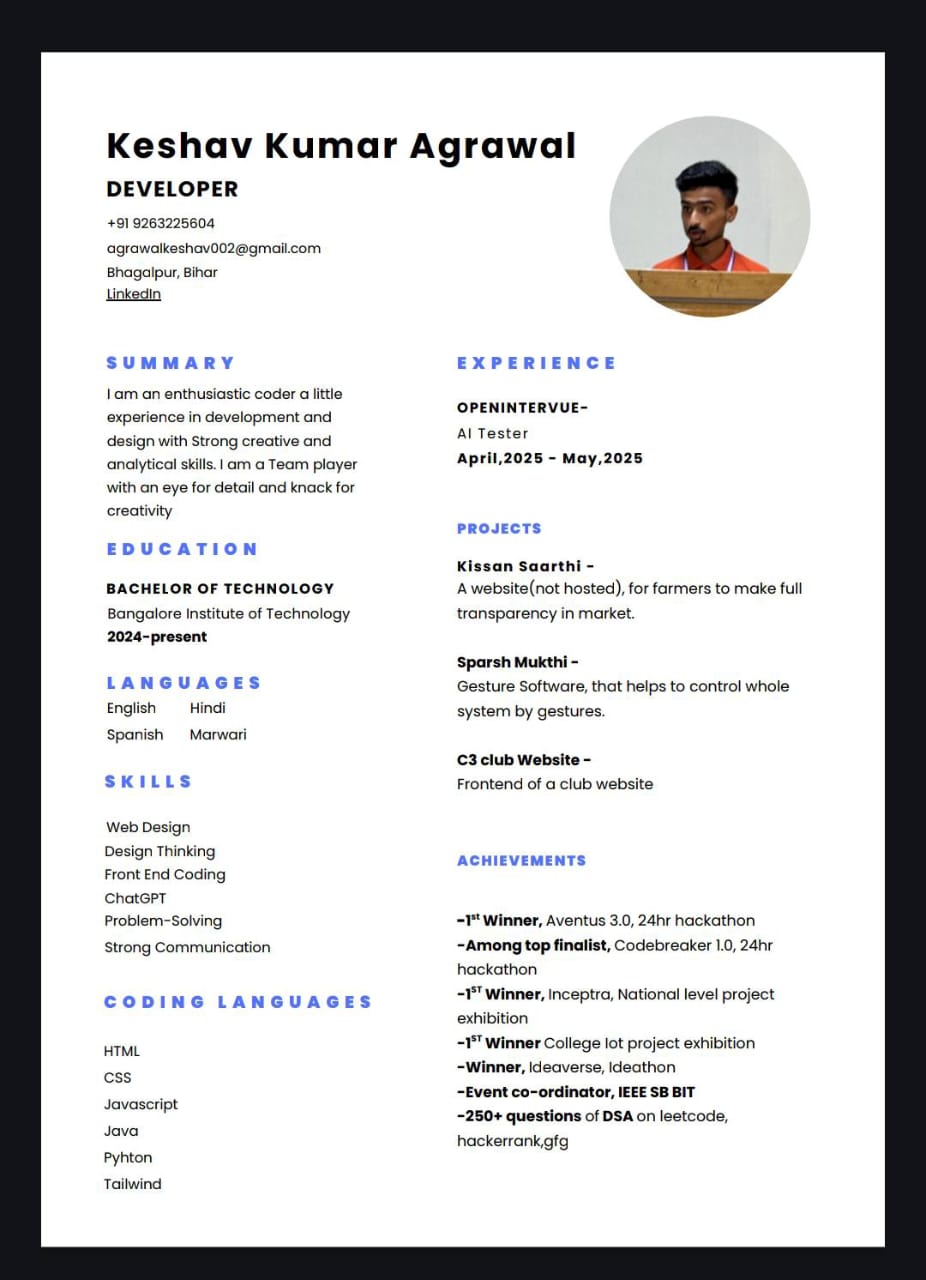 Keshav Kumar Agrawal
DEVELOPER
+91 9263225604
agrawalkeshav002@gmail.com
Bhagalpur, Bihar
LinkedIn
SUMMARY
I am an enthusiastic coder a little
experience in development and
design with Strong creative and
analytical skills. I am a Team player
with an eye for detail and knack for
creativity
EDUCATION
BACHELOR OF TECHNOLOGY
Bangalore Institute of Technology
2024-present
LANGUAGES
English Hindi
Spanish Marwari
SKILLS
Web Design
Design Thinking
Front End Coding
ChatGPT
Problem-Solving
Strong Communication
CODING LANGUAGES
HTML
CSS
Javascript
Java
Pyhton
Tailwind
EXPERIENCE
OPENINTERVUE-
AI Tester
April,2025 - May,2025
PROJECTS
Kissan Saarthi -
A website(not hosted), for farmers to make full
transparency in market.
Sparsh Mukthi -
Gesture Software, that helps to control whole
system by gestures.
C3 club Website -
Frontend of a club website
ACHIEVEMENTS
-1st Winner, Aventus 3.0, 24hr hackathon
-Among top finalist, Codebreaker 1.0, 24hr
hackathon
-1ST Winner, Inceptra, National level project
exhibition
-1ST Winner College Iot project exhibition
-Winner, Ideaverse, Ideathon
-Event co-ordinator, IEEE SB BIT
-250+ questions of DSA on leetcode,
hackerrank,gfg